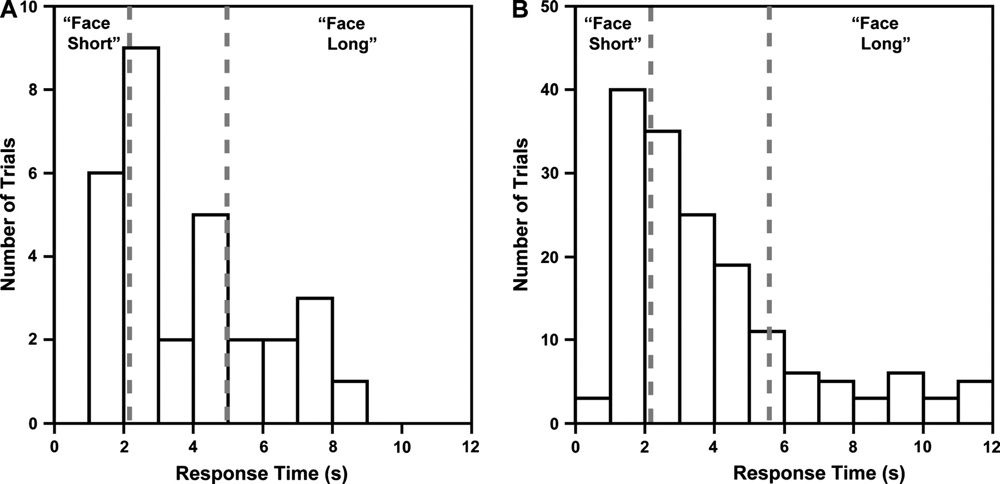 A
“Face
Short”
“Face
Long”
10
8
6
4
2
0
Number of Trials
0 2 4 6 8 10 12
Response Time (s)
B
“Face
Short”
“Face
Long”
50
40
30
20
10
0
Number of Trials
0 2 4 6 8 10 12
Response Time (s)